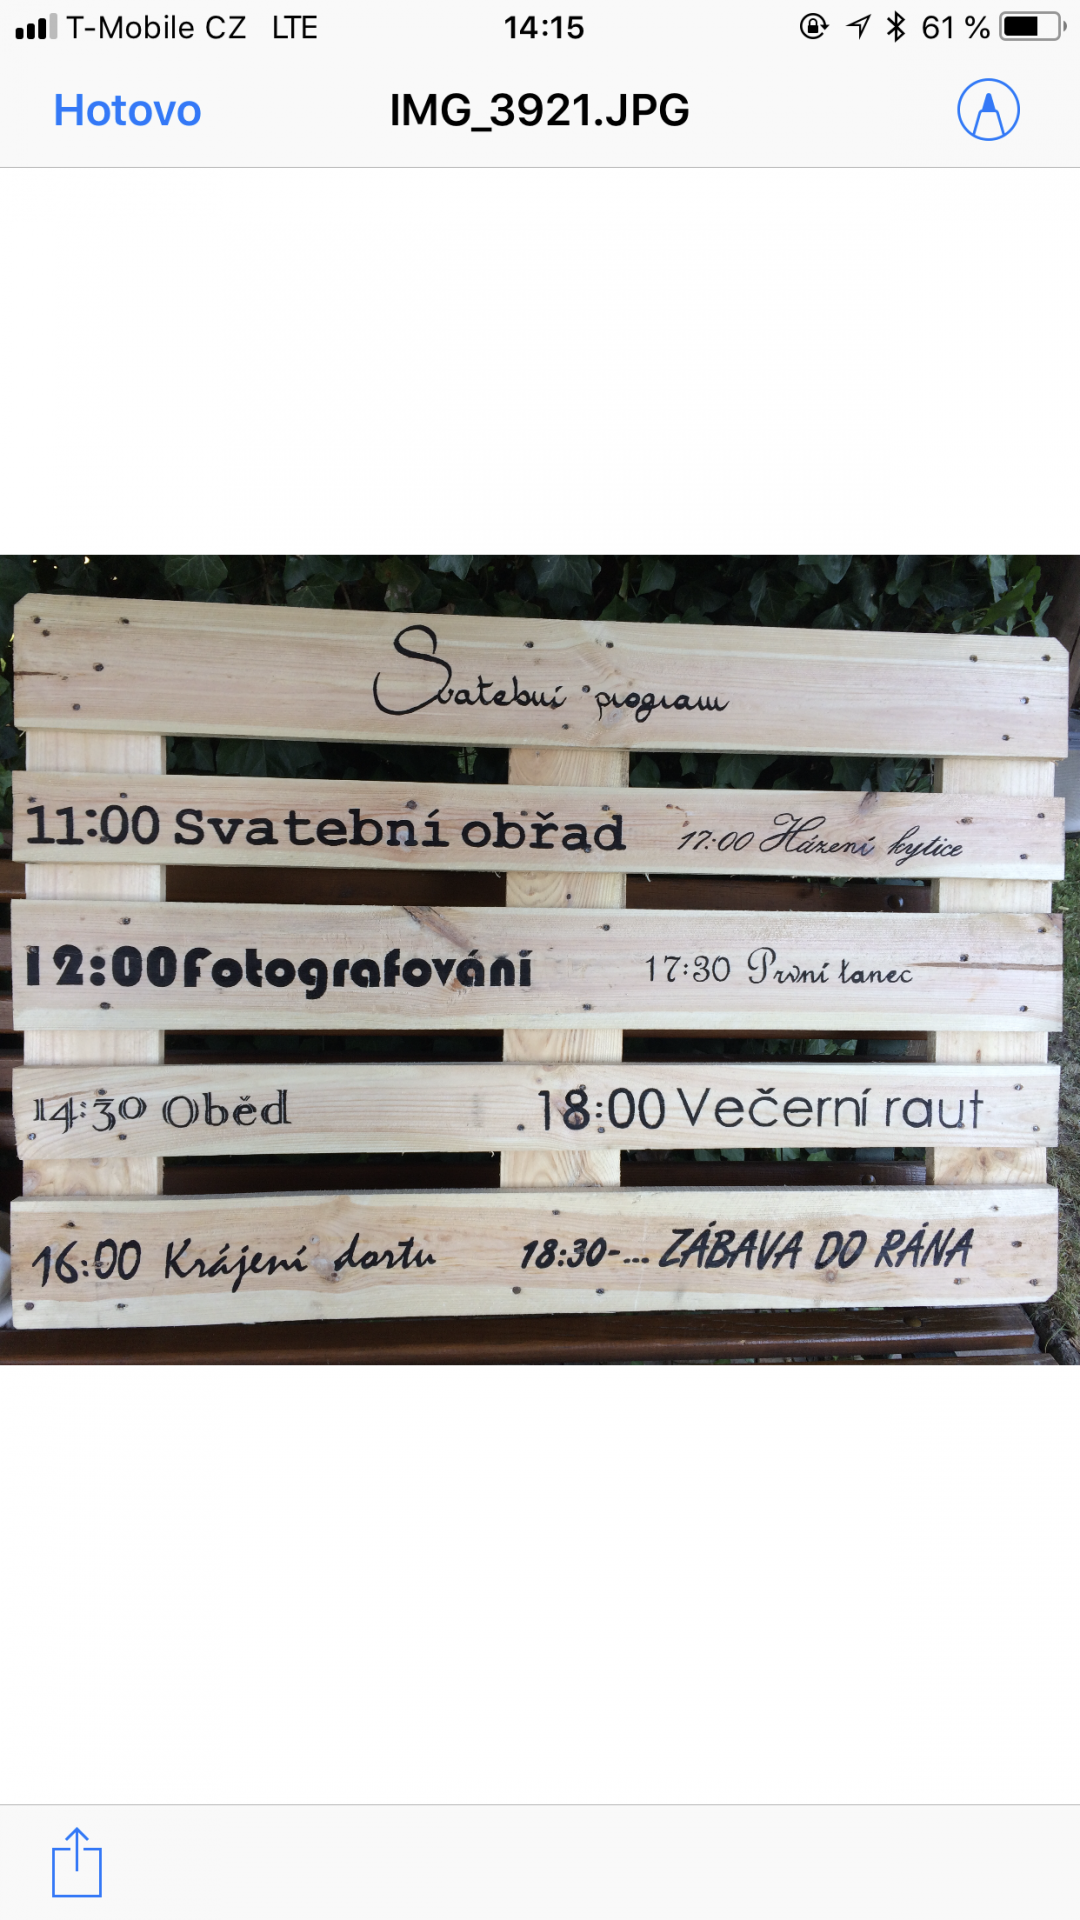 T-Mobile CZ LTE 14:15 61 %
Hotovo IMG_3921.JPG
Svatební program
11:00 Svatební obřad
12:00 Fotografování
14:30 Oběd
16:00 Krájení dortu
17:00 Házení kytice
17:30 První tanec
18:00 Večerní raut
18:30-... ZÁBAVA DO RÁNA